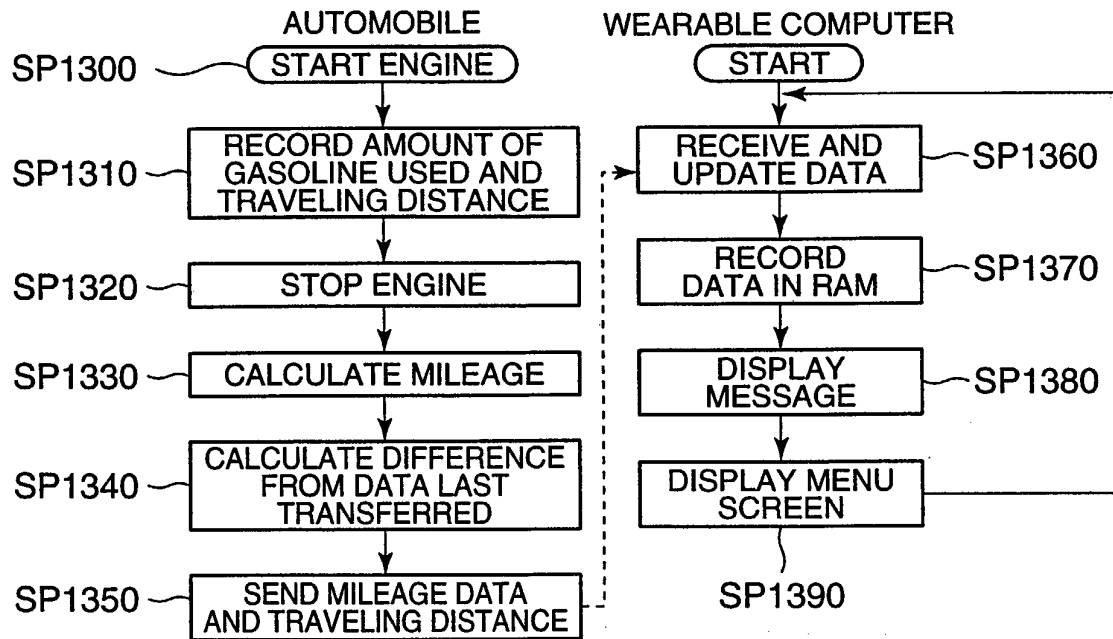 AUTOMOBILE
SP1300
START ENGINE
SP1310
RECORD AMOUNT OF
GASOLINE USED AND
TRAVELING DISTANCE
SP1320
STOP ENGINE
SP1330
CALCULATE MILEAGE
SP1340
CALCULATE DIFFERENCE
FROM DATA LAST
TRANSFERRED
SP1350
SEND MILEAGE DATA
AND TRAVELING DISTANCE
WEARABLE COMPUTER
START
RECEIVE AND
UPDATE DATA
SP1360
RECORD
DATA IN RAM
SP1370
DISPLAY
MESSAGE
SP1380
DISPLAY MENU
SCREEN
SP1390